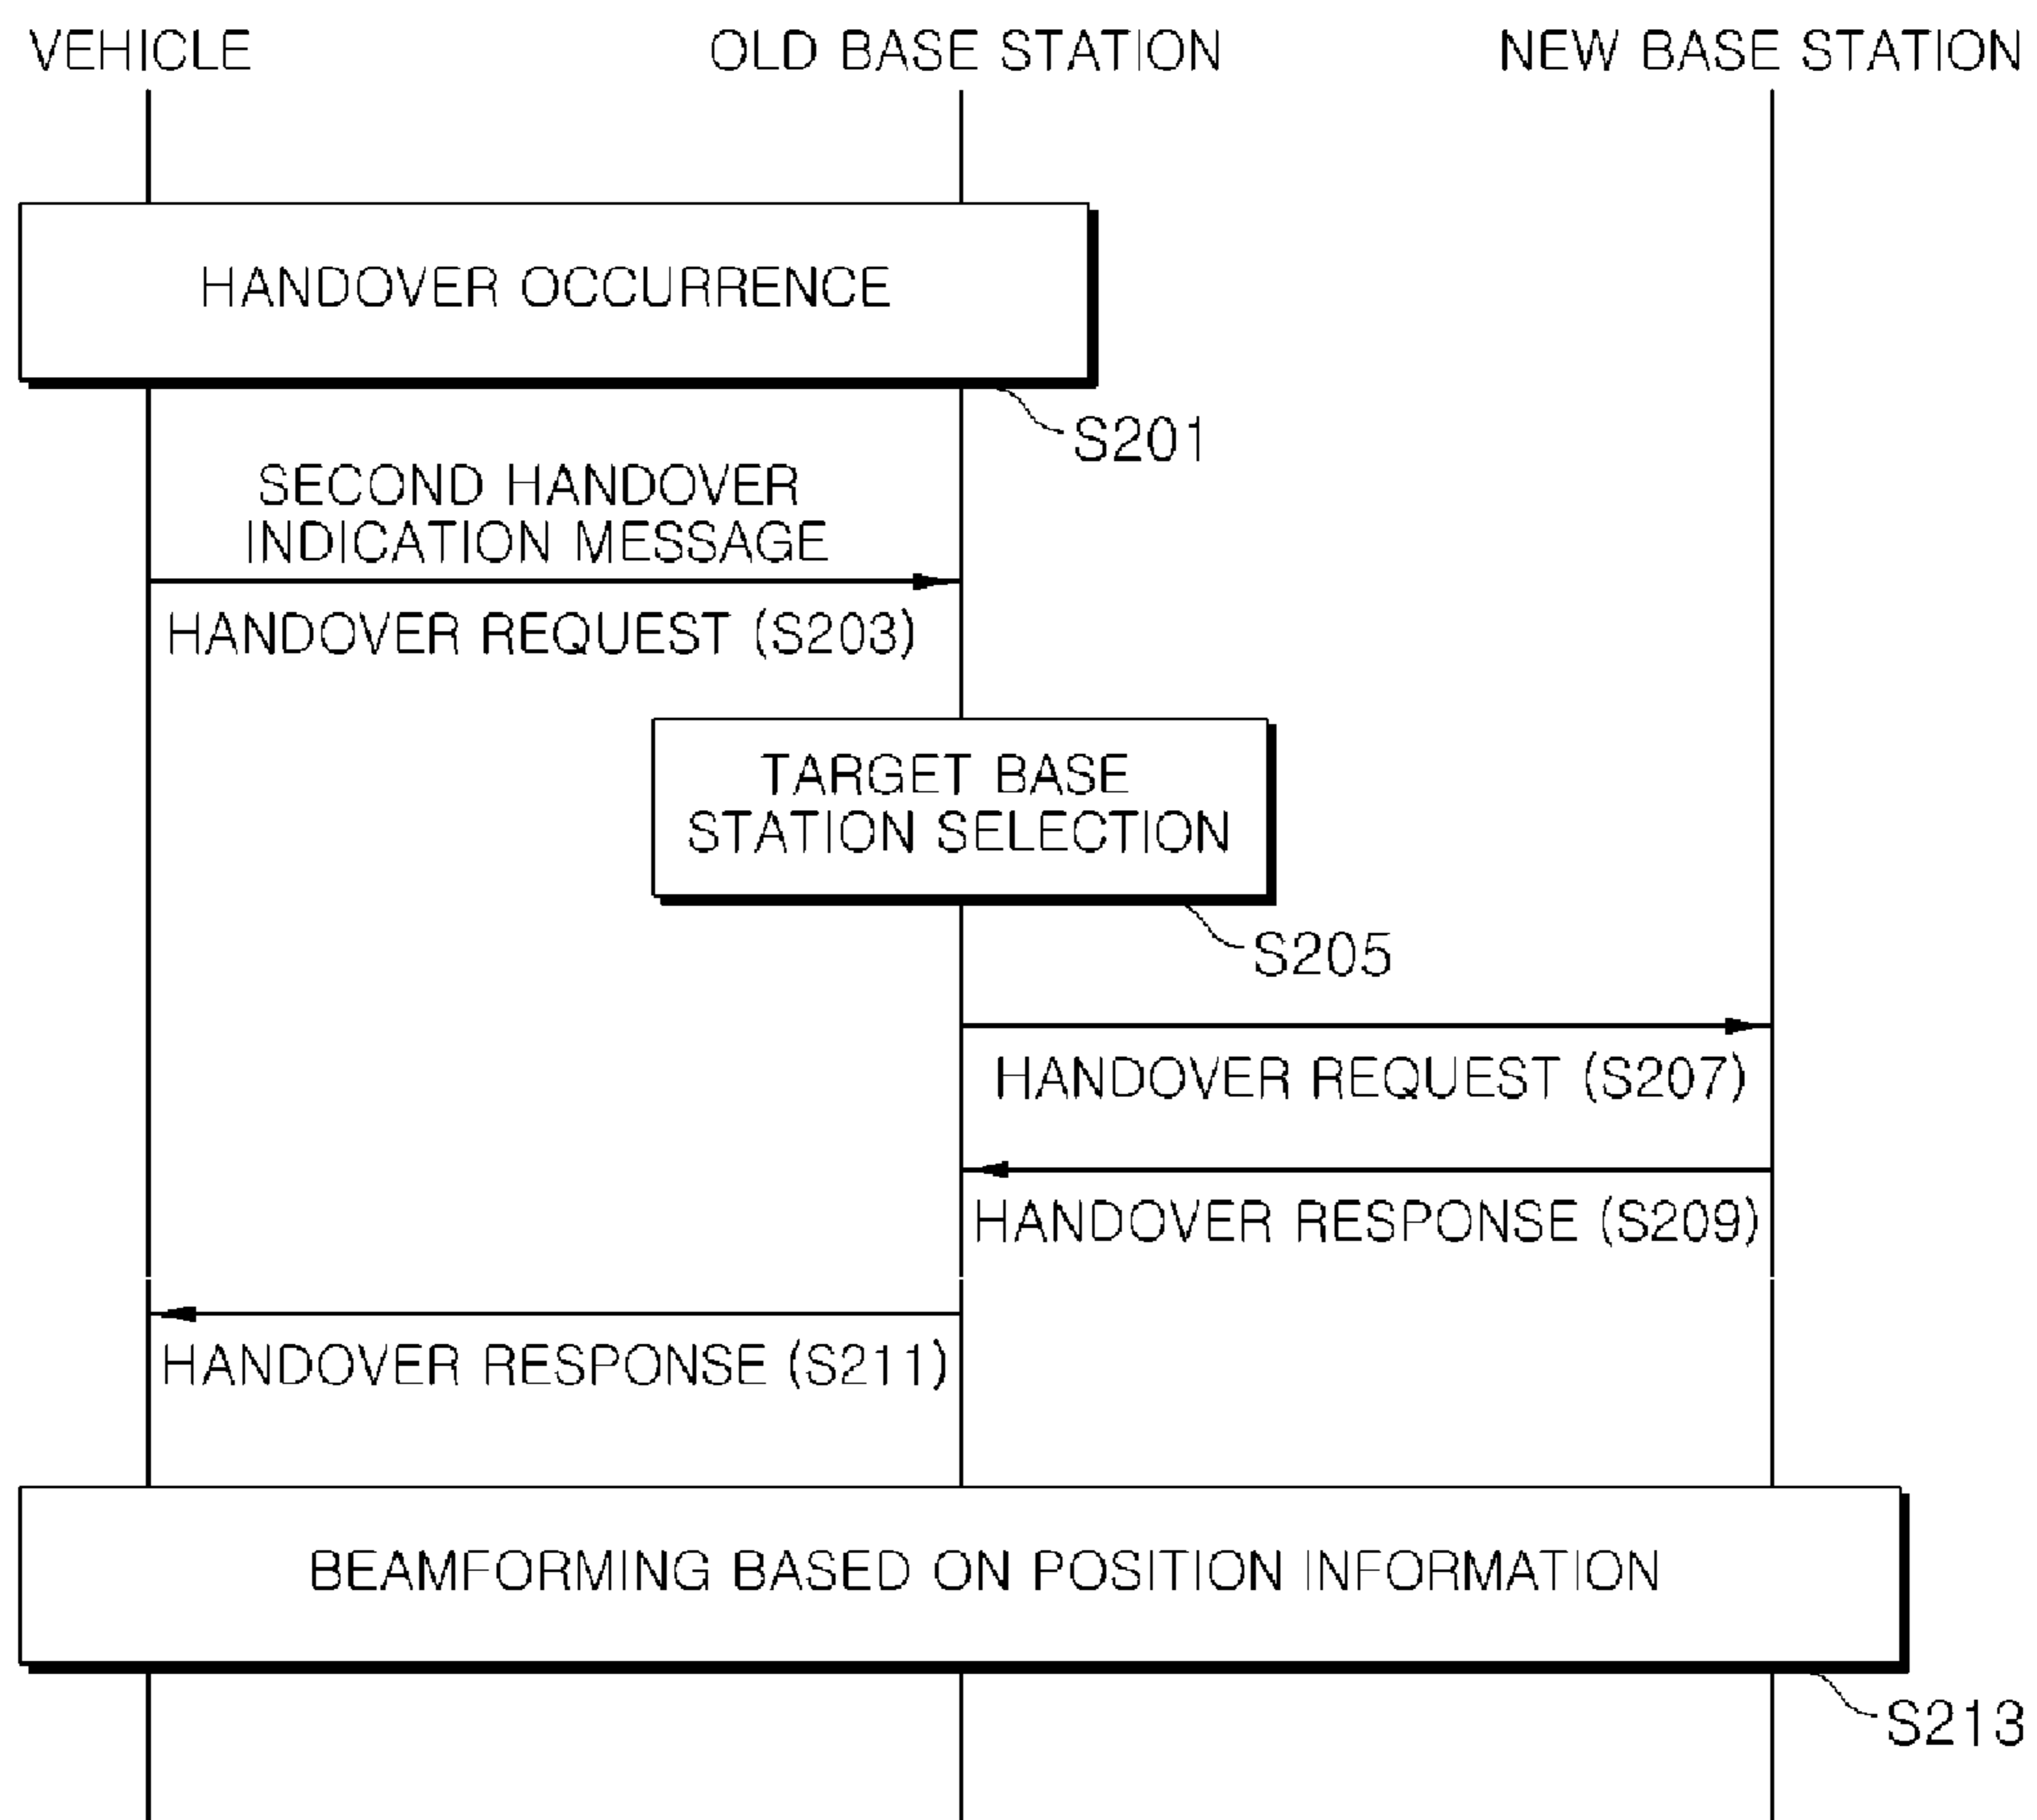 VEHICLE
OLD BASE STATION
NEW BASE STATION
HANDOVER OCCURRENCE
S201
SECOND HANDOVER
INDICATION MESSAGE
HANDOVER REQUEST (S203)
TARGET BASE
STATION SELECTION
S205
HANDOVER REQUEST (S207)
HANDOVER RESPONSE (S209)
HANDOVER RESPONSE (S211)
BEAMFORMING BASED ON POSITION INFORMATION
S213